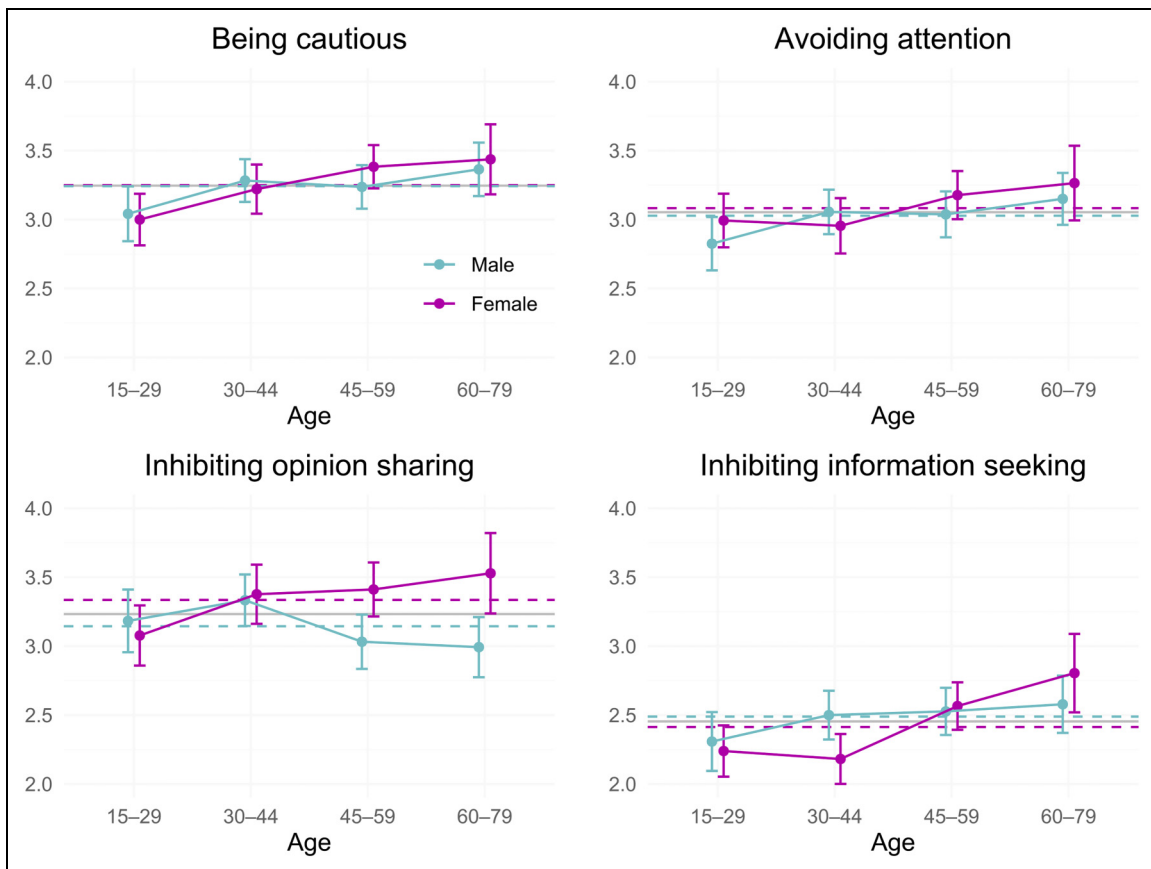 Being cautious
4.0
3.5
3.0
2.5
2.0
Male
Female
15–29 30–44 45–59 60–79
Age
Avoiding attention
4.0
3.5
3.0
2.5
2.0
15–29 30–44 45–59 60–79
Age
Inhibiting opinion sharing
4.0
3.5
3.0
2.5
2.0
15–29 30–44 45–59 60–79
Age
Inhibiting information seeking
4.0
3.5
3.0
2.5
2.0
15–29 30–44 45–59 60–79
Age